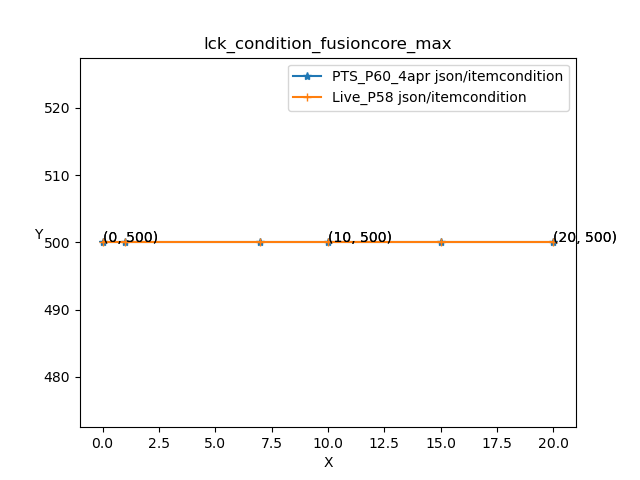 lck_condition_fusioncore_max
PTS_P60_4apr json/itemcondition
Live_P58 json/itemcondition
520
510
Y
500
490
480
(0, 500)
(10, 500)
(20, 500)
0.0 2.5 5.0 7.5 10.0 12.5 15.0 17.5 20.0
X